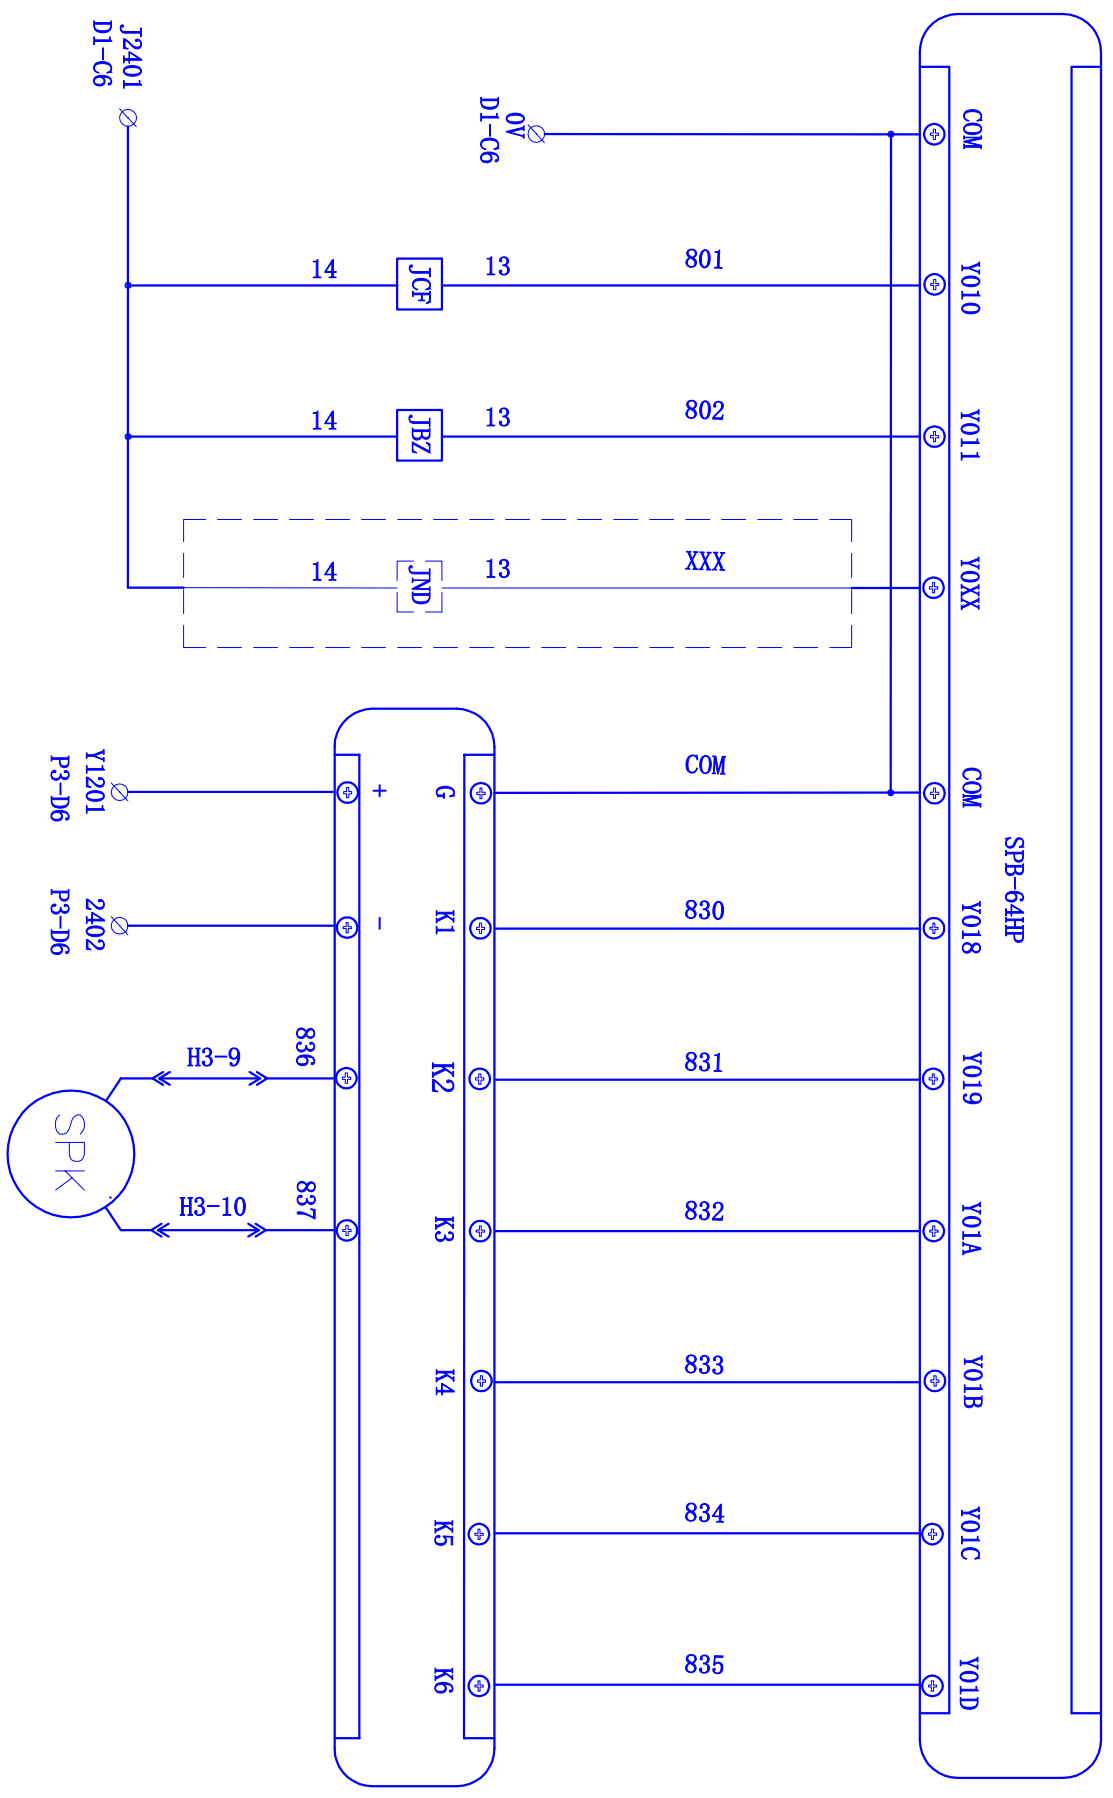 SPB-64HP
COM
Y010
Y011
Y0XX
COM
Y018
Y019
Y01A
Y01B
Y01C
Y01D
801
802
XXX
COM
830
831
832
833
834
835
0V
D1-C6
13
13
13
JCF
JBZ
JND
14
14
14
J2401
D1-C6
G
K1
K2
K3
K4
K5
K6
+
-
Y1201
P3-D6
2402
P3-D6
836
837
H3-9
H3-10
SPK